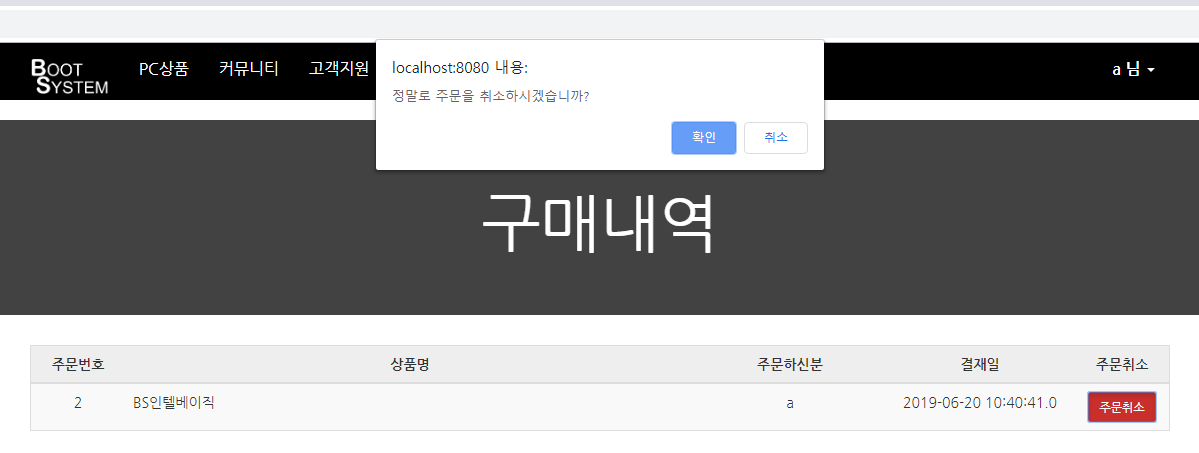 localhost:8080 내용:
정말로 주문을 취소하시겠습니까?
확인 취소
BOOT SYSTEM
PC상품 커뮤니티 고객지원 a 님
구매내역
주문번호 상품명 주문하신분 결재일 주문취소
2 BS인텔베이직 a 2019-06-20 10:40:41.0 주문취소